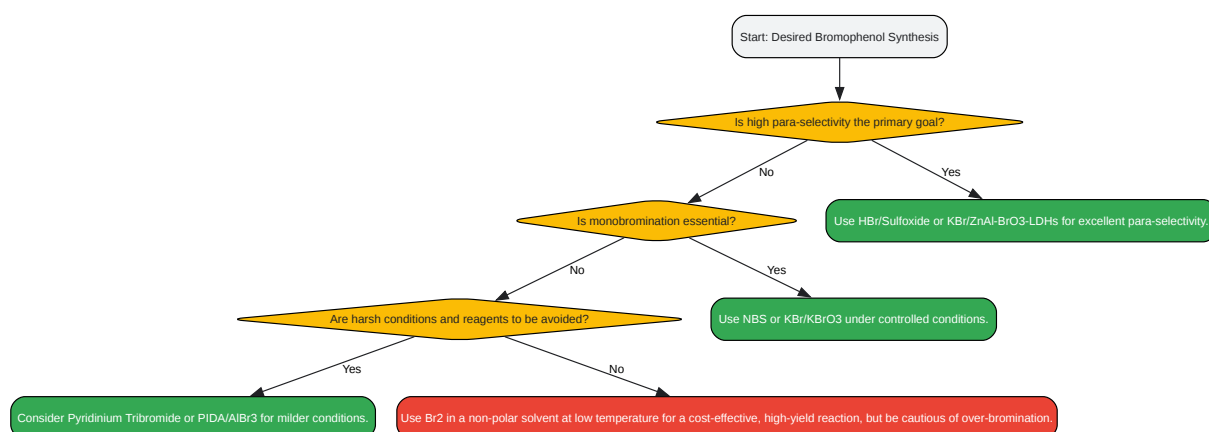 Start: Desired Bromophenol Synthesis
Is high para-selectivity the primary goal?
No
Yes
Is monobromination essential?
Use HBr/Sulfoxide or KBr/ZnAl-BrO3-LDHs for excellent para-selectivity.
No
Yes
Are harsh conditions and reagents to be avoided?
Use NBS or KBr/KBrO3 under controlled conditions.
Yes
No
Consider Pyridinium Tribromide or PIDA/AlBr3 for milder conditions.
Use Br2 in a non-polar solvent at low temperature for a cost-effective, high-yield reaction, but be cautious of over-bromination.